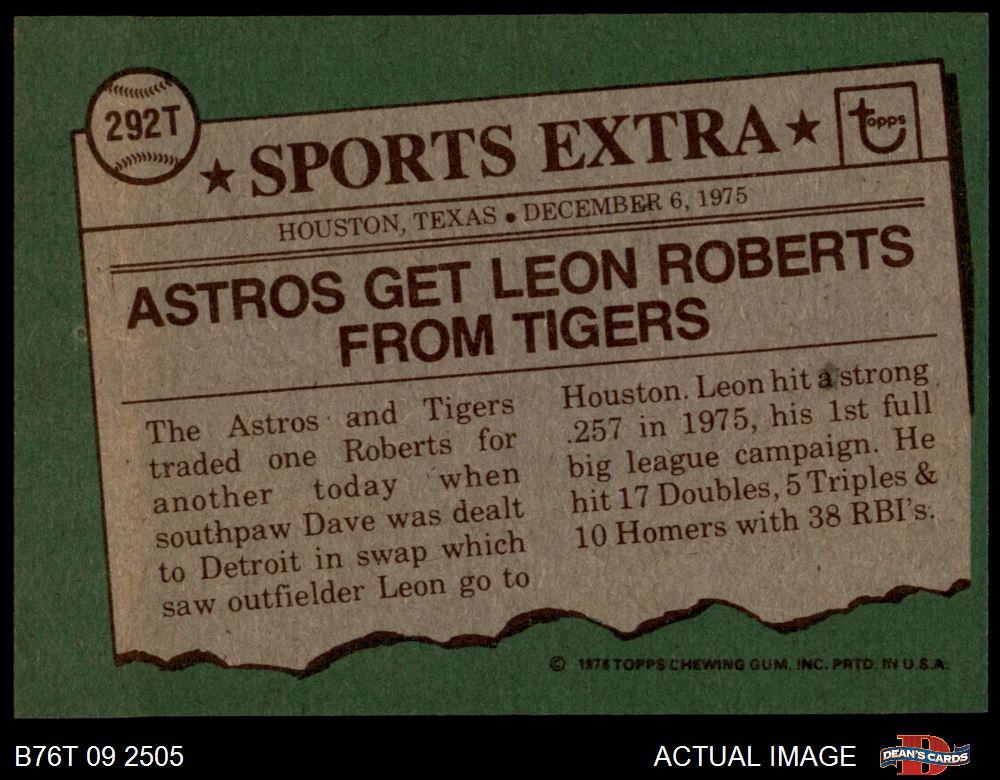 292T
SPORTS EXTRA
topps
HOUSTON, TEXAS • DECEMBER 6, 1975
ASTROS GET LEON ROBERTS
FROM TIGERS
The Astros and Tigers
traded one Roberts for
another today when
southpaw Dave was dealt
to Detroit in swap which
saw outfielder Leon go to
Houston. Leon hit a strong
.257 in 1975, his 1st full
big league campaign. He
hit 17 Doubles, 5 Triples &
10 Homers with 38 RBI's.
© 1976 TOPPS CHEWING GUM, INC. PRTD. IN U.S.A.
B76T 09 2505
ACTUAL IMAGE
DEAN'S CARDS